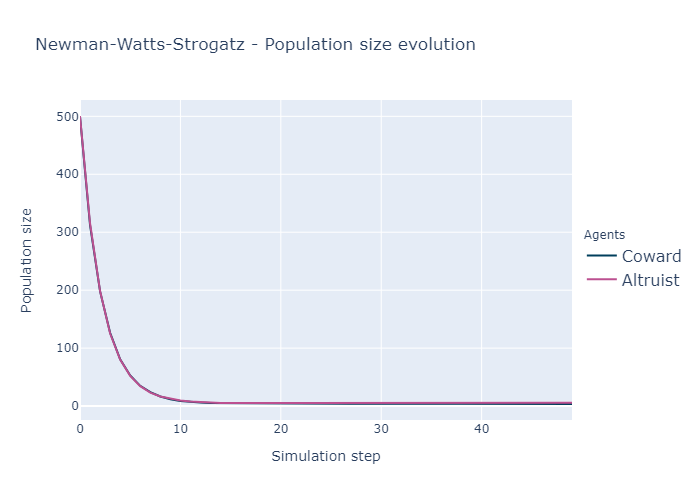 Newman-Watts-Strogatz - Population size evolution
Population size
500
400
300
200
100
0
0 10 20 30 40
Simulation step
Agents
Coward
Altruist